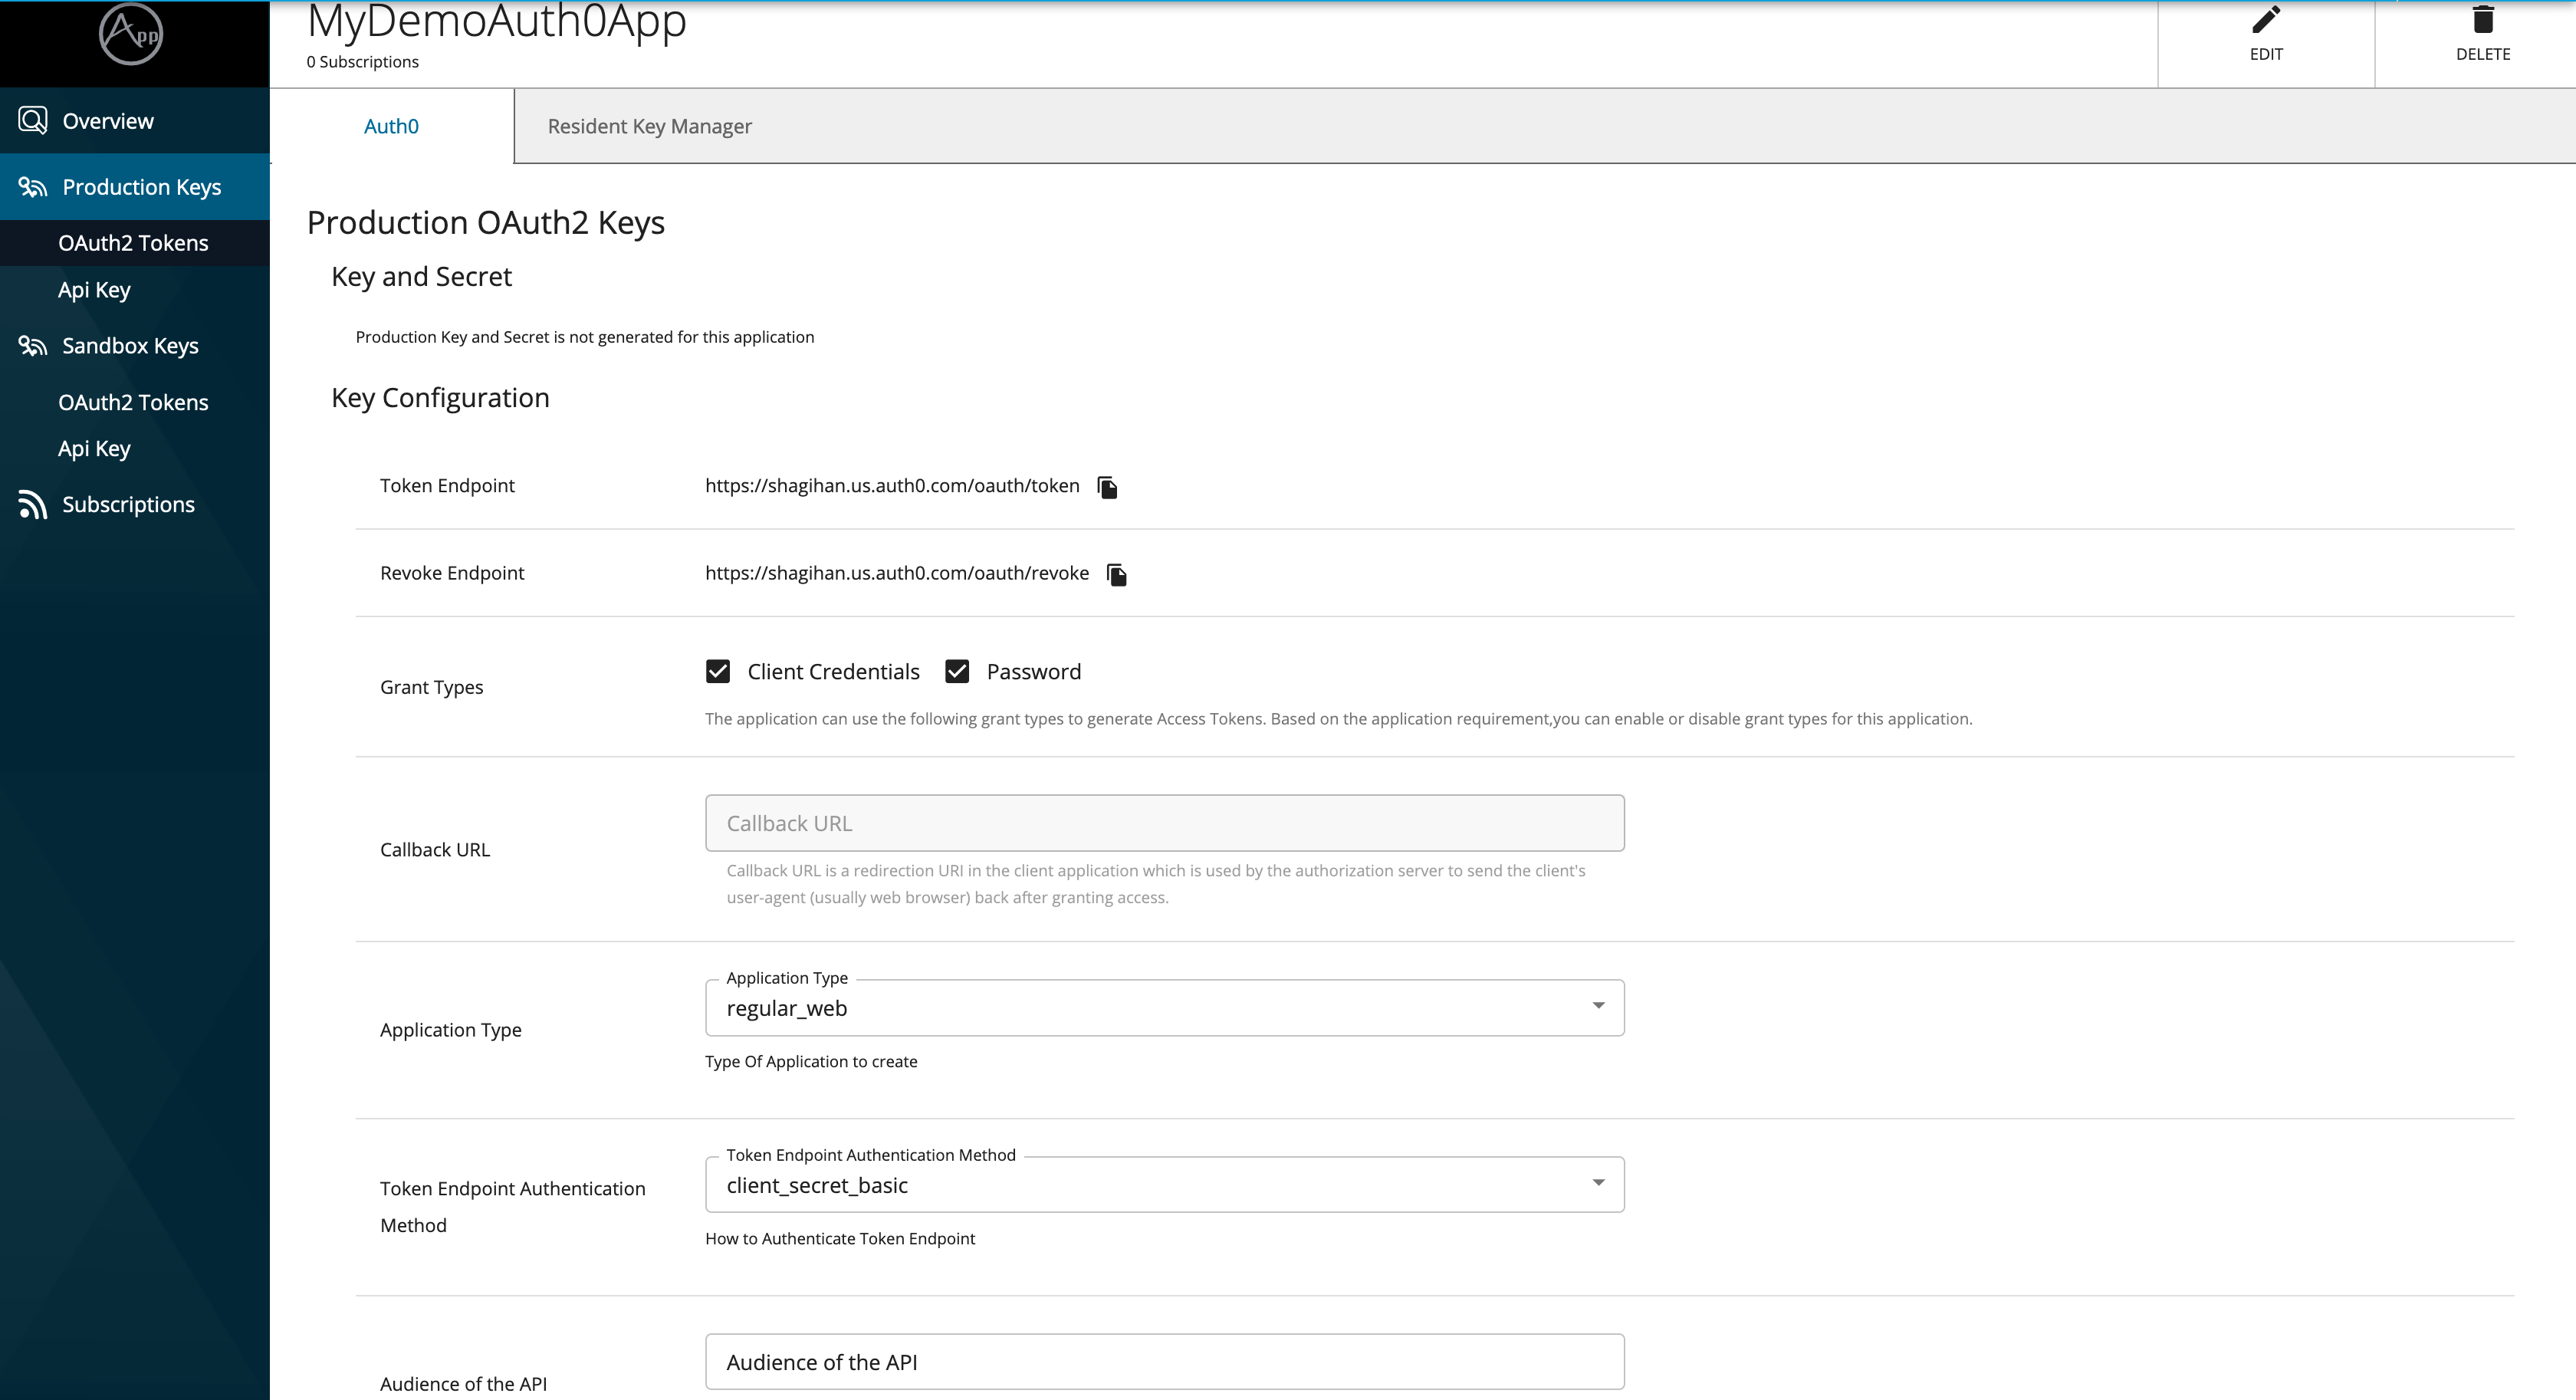 App
MyDemoAuth0App
0 Subscriptions
EDIT
DELETE
Overview
Production Keys
OAuth2 Tokens
Api Key
Sandbox Keys
OAuth2 Tokens
Api Key
Subscriptions
Auth0
Resident Key Manager
Production OAuth2 Keys
Key and Secret
Production Key and Secret is not generated for this application
Key Configuration
Token Endpoint
https://shagihan.us.auth0.com/oauth/token
Revoke Endpoint
https://shagihan.us.auth0.com/oauth/revoke
Grant Types
Client Credentials
Password
The application can use the following grant types to generate Access Tokens. Based on the application requirement,you can enable or disable grant types for this application.
Callback URL
Callback URL
Callback URL is a redirection URI in the client application which is used by the authorization server to send the client's
user-agent (usually web browser) back after granting access.
Application Type
Application Type
regular_web
Type Of Application to create
Token Endpoint Authentication
Method
Token Endpoint Authentication Method
client_secret_basic
How to Authenticate Token Endpoint
Audience of the API
Audience of the API